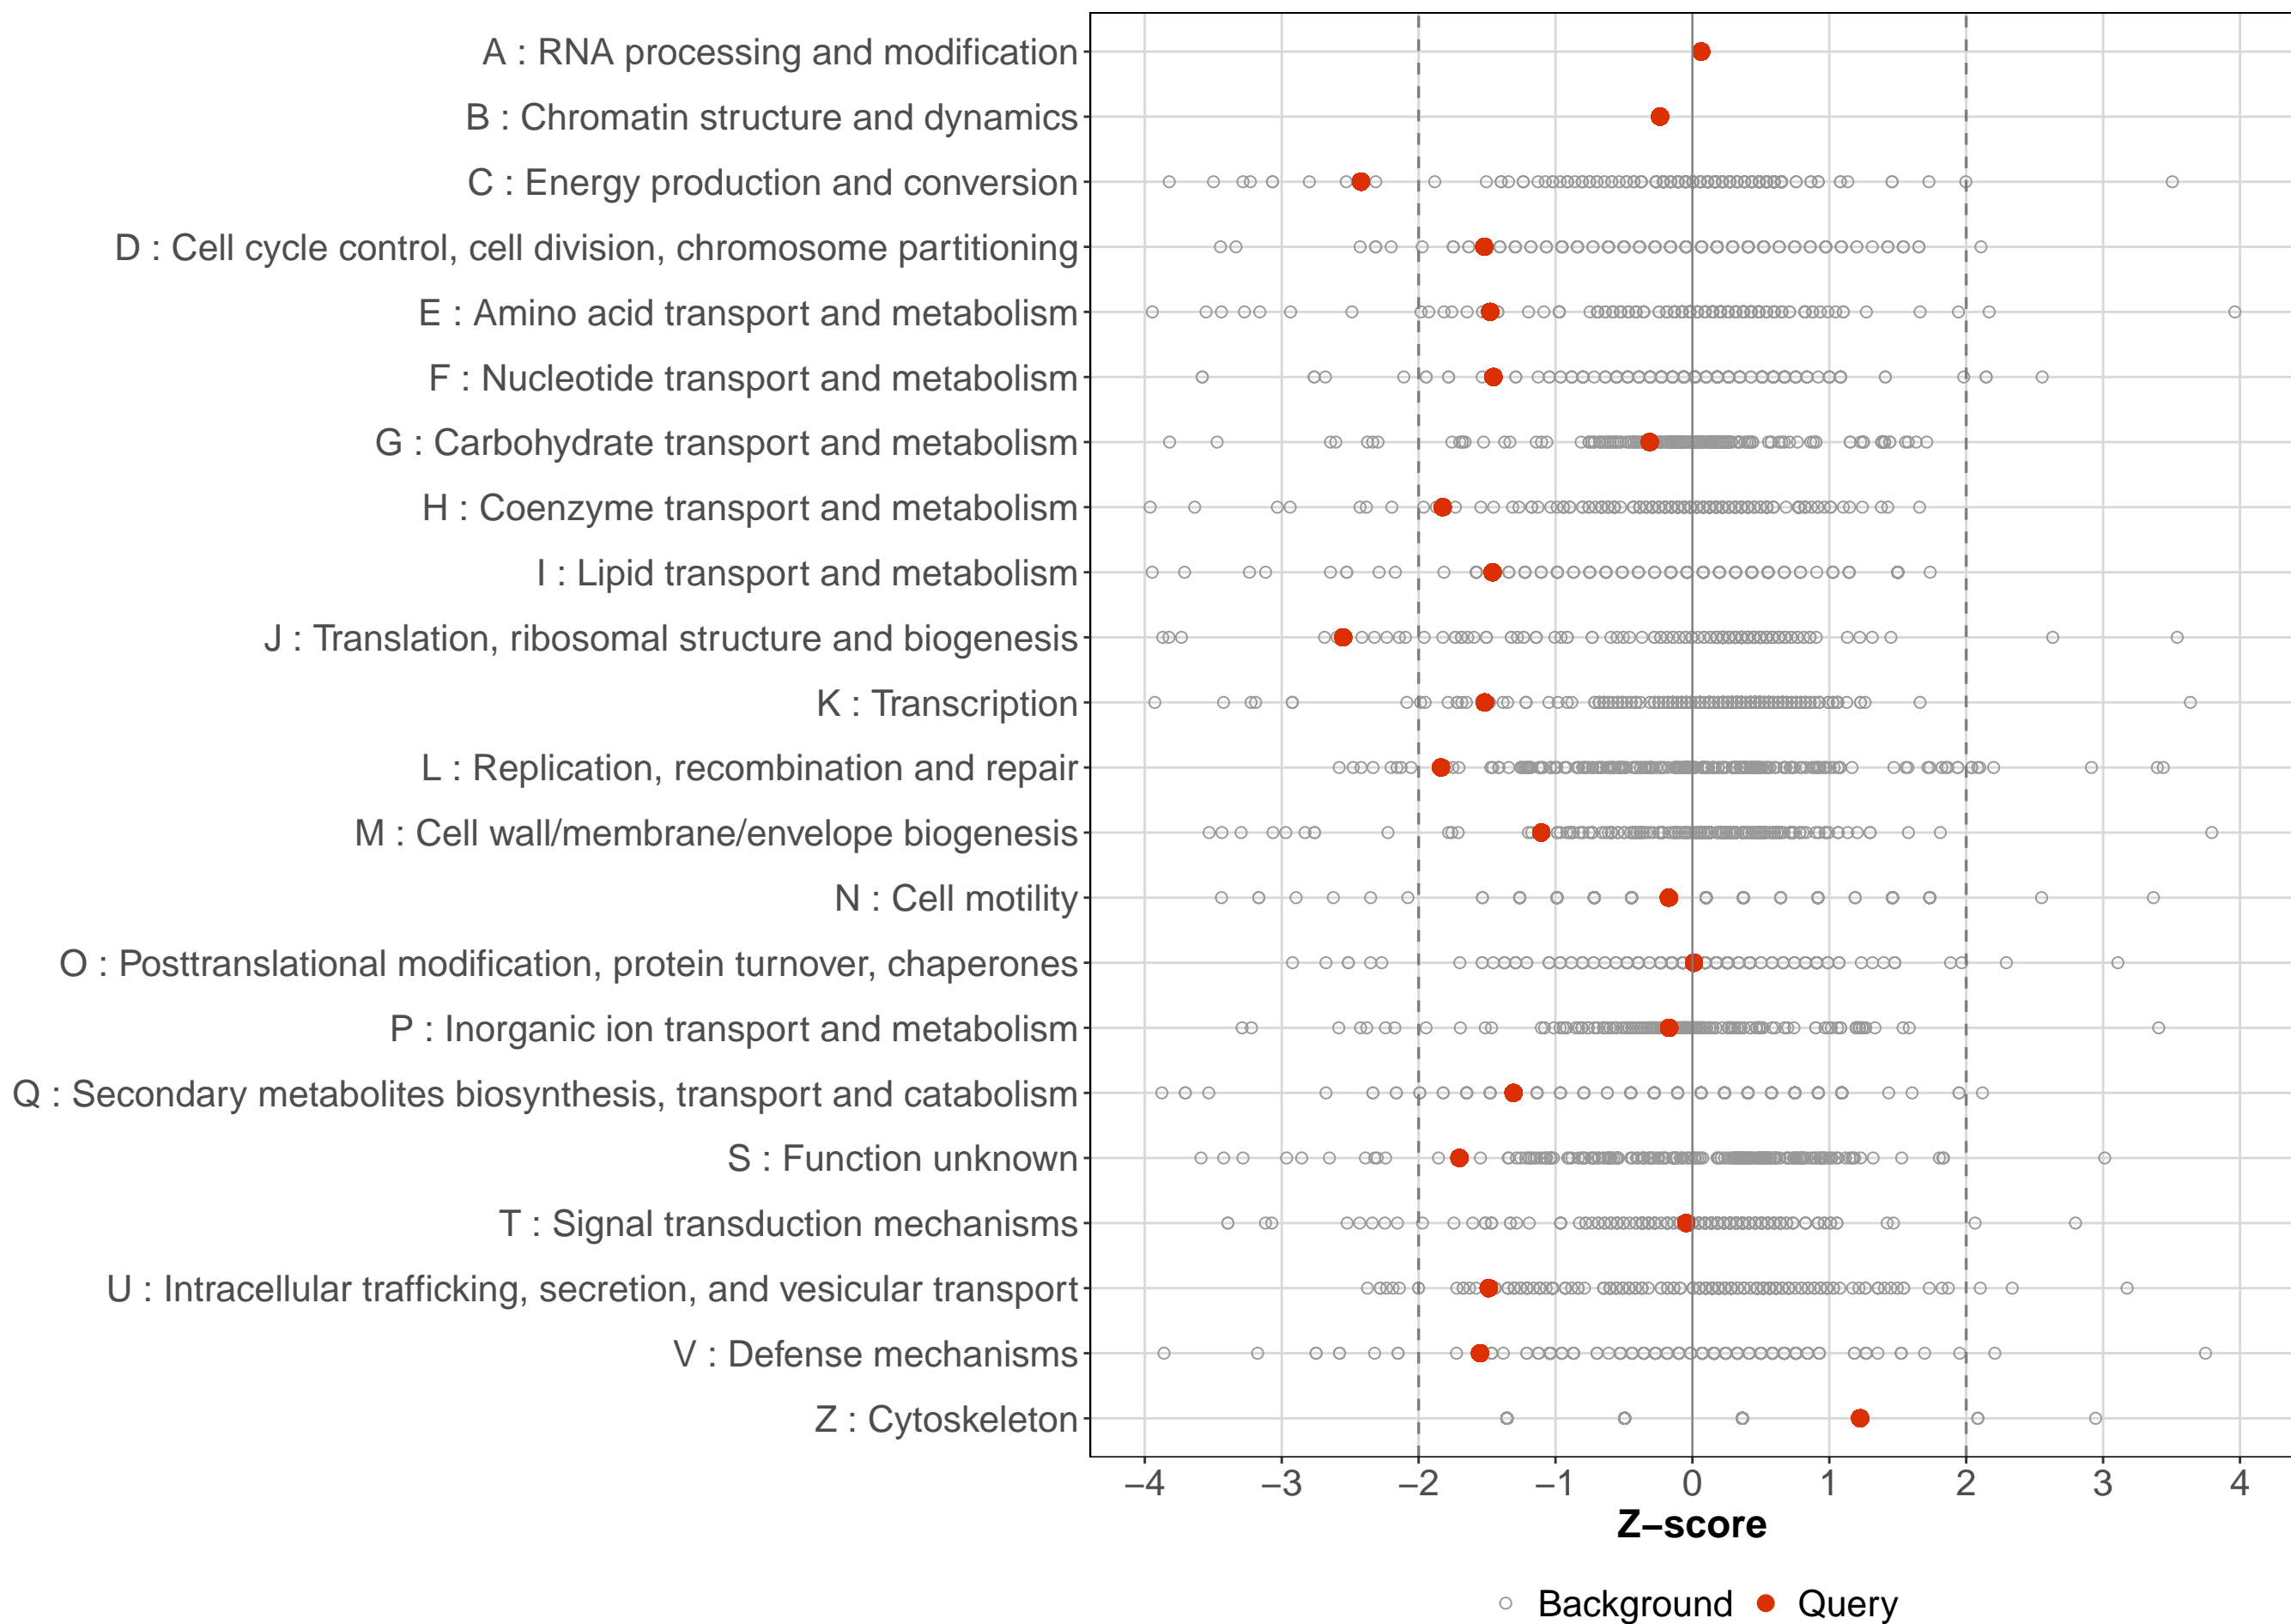 A : RNA processing and modification
B : Chromatin structure and dynamics
C : Energy production and conversion
D : Cell cycle control, cell division, chromosome partitioning
E : Amino acid transport and metabolism
F : Nucleotide transport and metabolism
G : Carbohydrate transport and metabolism
H : Coenzyme transport and metabolism
I : Lipid transport and metabolism
J : Translation, ribosomal structure and biogenesis
K : Transcription
L : Replication, recombination and repair
M : Cell wall/membrane/envelope biogenesis
N : Cell motility
O : Posttranslational modification, protein turnover, chaperones
P : Inorganic ion transport and metabolism
Q : Secondary metabolites biosynthesis, transport and catabolism
S : Function unknown
T : Signal transduction mechanisms
U : Intracellular trafficking, secretion, and vesicular transport
V : Defense mechanisms
Z : Cytoskeleton
−4 −3 −2 −1 0 1 2 3 4
Z−score
Background Query